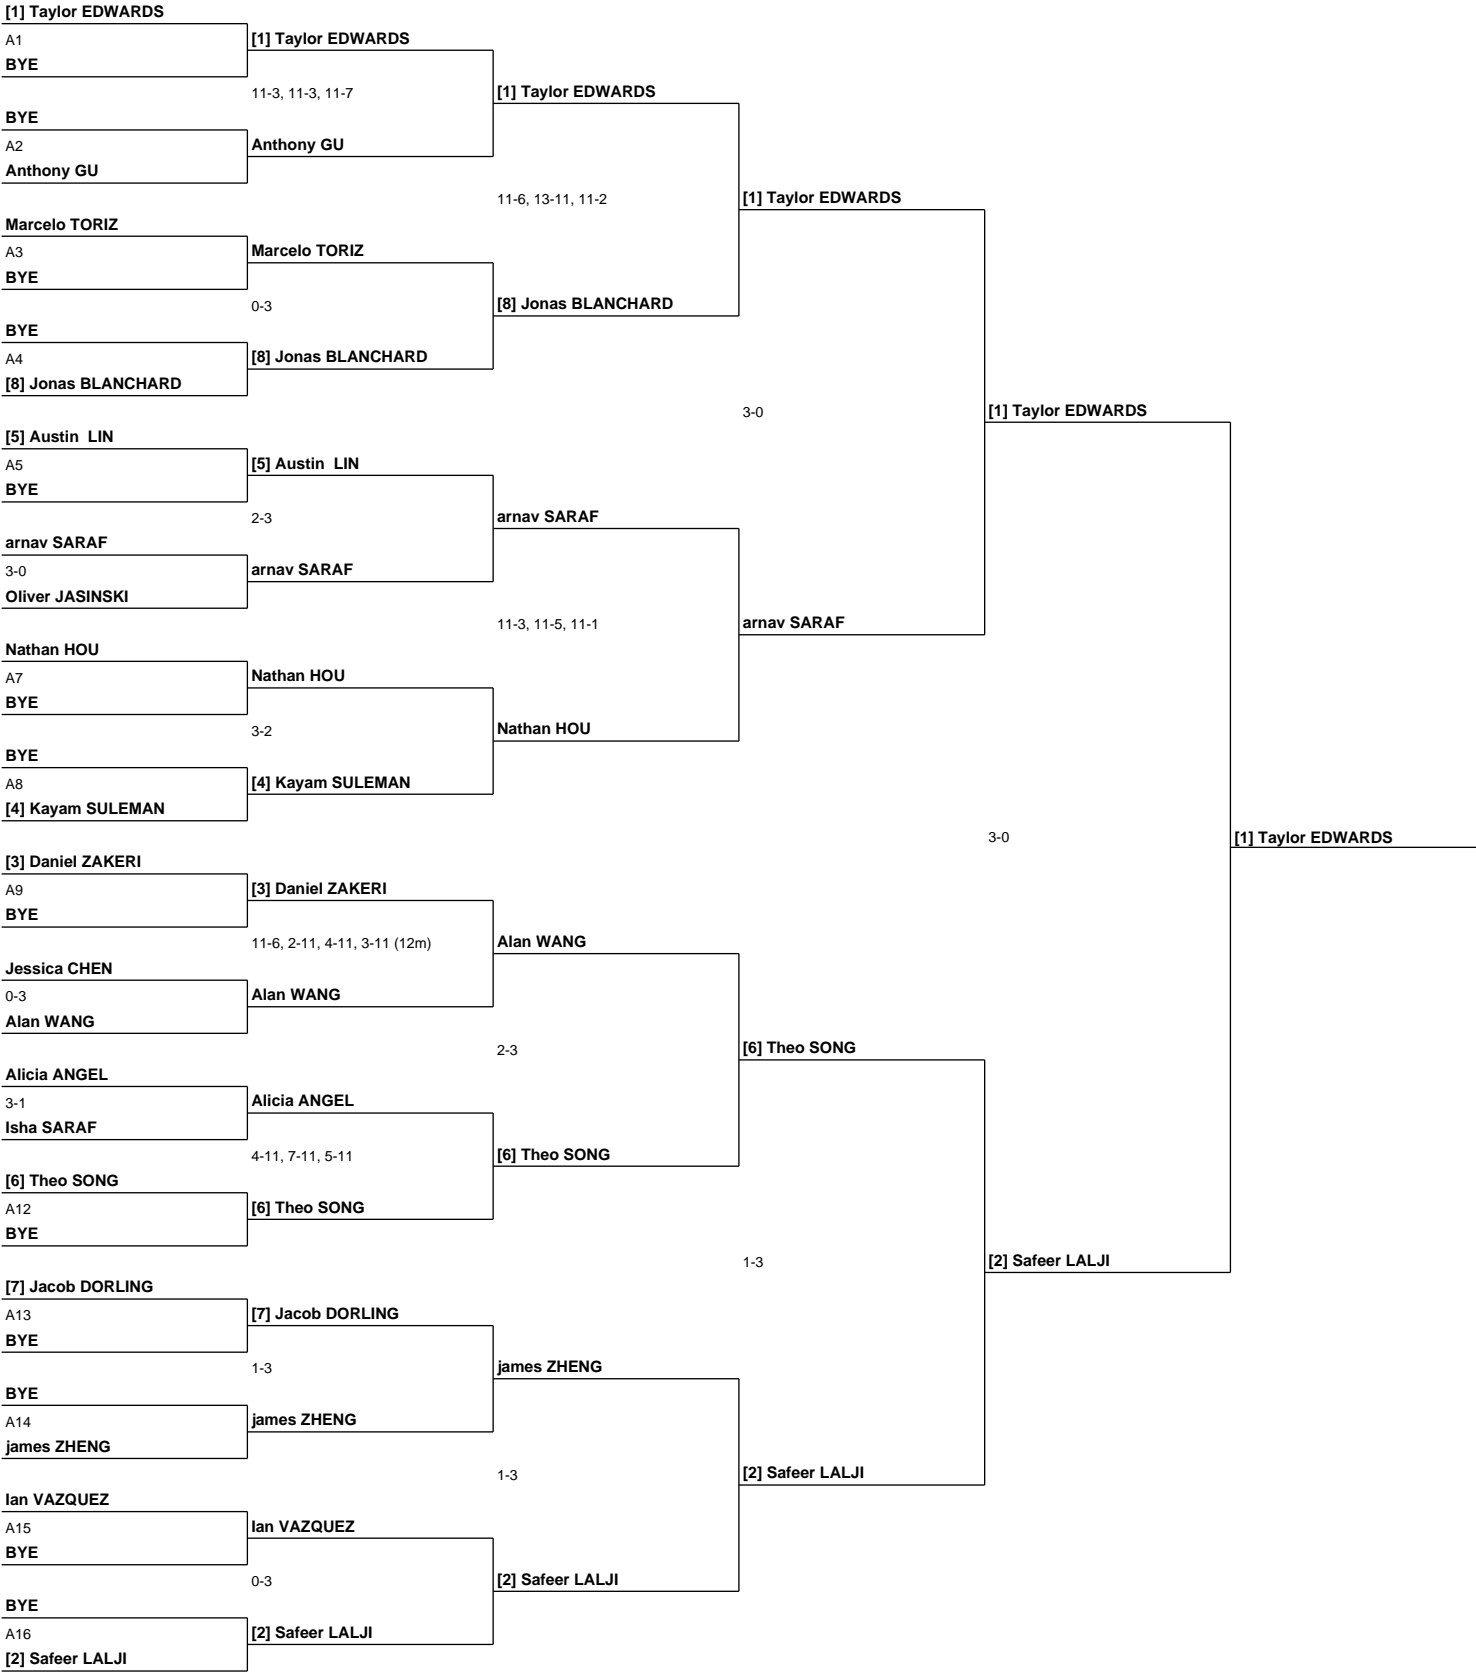 [1] Taylor EDWARDS
A1
BYE
BYE
A2
Anthony GU
Marcelo TORIZ
A3
BYE
BYE
A4
[8] Jonas BLANCHARD
[5] Austin  LIN
A5
BYE
arnav SARAF
3-0
Oliver JASINSKI
Nathan HOU
A7
BYE
BYE
A8
[4] Kayam SULEMAN
[3] Daniel ZAKERI
A9
BYE
Jessica CHEN
0-3
Alan WANG
Alicia ANGEL
3-1
Isha SARAF
[6] Theo SONG
A12
BYE
[7] Jacob DORLING
A13
BYE
BYE
A14
james ZHENG
Ian VAZQUEZ
A15
BYE
BYE
A16
[2] Safeer LALJI
[1] Taylor EDWARDS
11-3, 11-3, 11-7
Anthony GU
Marcelo TORIZ
0-3
[8] Jonas BLANCHARD
[5] Austin  LIN
2-3
arnav SARAF
Nathan HOU
3-2
[4] Kayam SULEMAN
[3] Daniel ZAKERI
11-6, 2-11, 4-11, 3-11 (12m)
Alan WANG
Alicia ANGEL
4-11, 7-11, 5-11
[6] Theo SONG
[7] Jacob DORLING
1-3
james ZHENG
Ian VAZQUEZ
0-3
[2] Safeer LALJI
[1] Taylor EDWARDS
11-6, 13-11, 11-2
[8] Jonas BLANCHARD
arnav SARAF
11-3, 11-5, 11-1
Nathan HOU
Alan WANG
2-3
[6] Theo SONG
james ZHENG
1-3
[2] Safeer LALJI
[1] Taylor EDWARDS
3-0
arnav SARAF
[6] Theo SONG
1-3
[2] Safeer LALJI
[1] Taylor EDWARDS
3-0
[2] Safeer LALJI
[1] Taylor EDWARDS